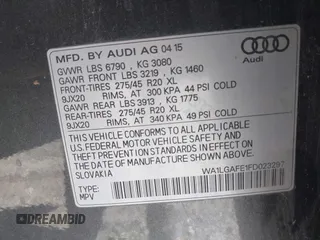 MFD. BY AUDI AG 04 15
Audi
GVWR LBS 6790 , KG 3080
GAWR FRONT LBS 3219 , KG 1460
FRONT-TIRES 275/45 R20 XL
9JX20 RIMS, AT 300 KPA 44 PSI COLD
GAWR REAR LBS 3913 , KG 1775
REAR-TIRES 275/45 R20 XL
9JX20 RIMS, AT 340 KPA 49 PSI COLD
THIS VEHICLE CONFORMS TO ALL APPLICABLE
U.S. FEDERAL MOTOR VEHICLE SAFETY AND
THEFT PREVENTION STANDARDS IN EFFECT ON
THE DATE OF MANUFACTURE SHOWN ABOVE.
SLOVAKIA
TYPE:
MPV
DREAMBID